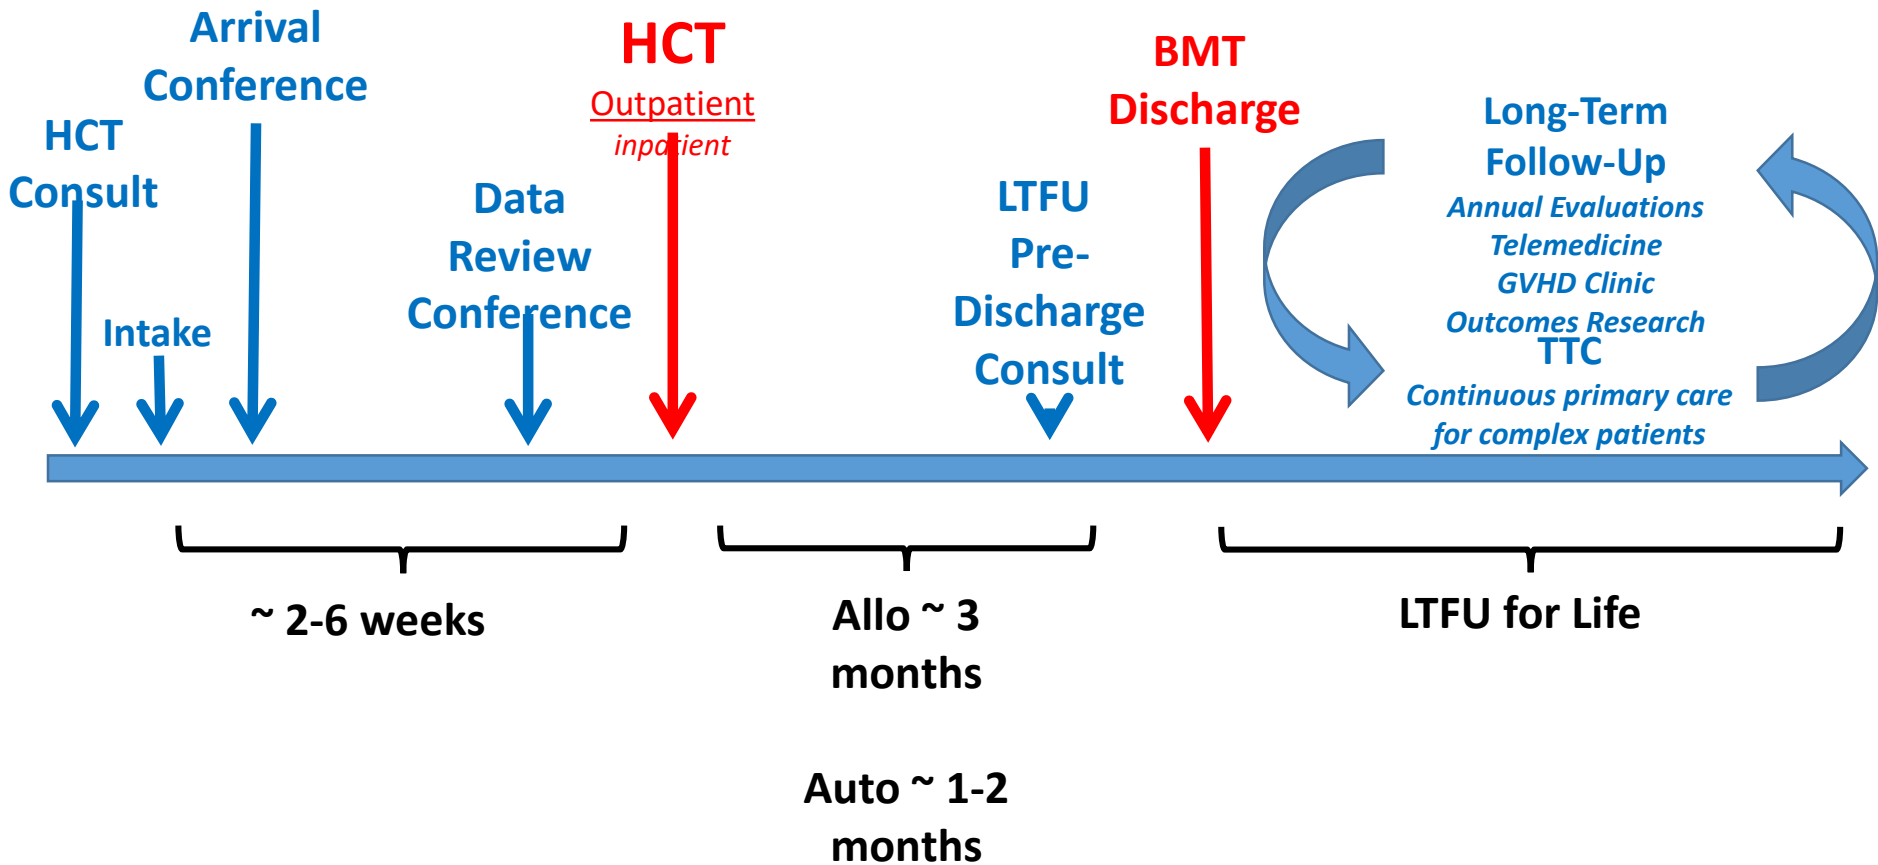 HCT
Consult
Intake
Arrival
Conference
Data
Review
Conference
HCT
Outpatient
inpatient
LTFU
Pre-
Discharge
Consult
BMT
Discharge
Long-Term
Follow-Up
Annual Evaluations
Telemedicine
GVHD Clinic
Outcomes Research
TTC
Continuous primary care
for complex patients
~ 2-6 weeks
Allo ~ 3
months
Auto ~ 1-2
months
LTFU for Life